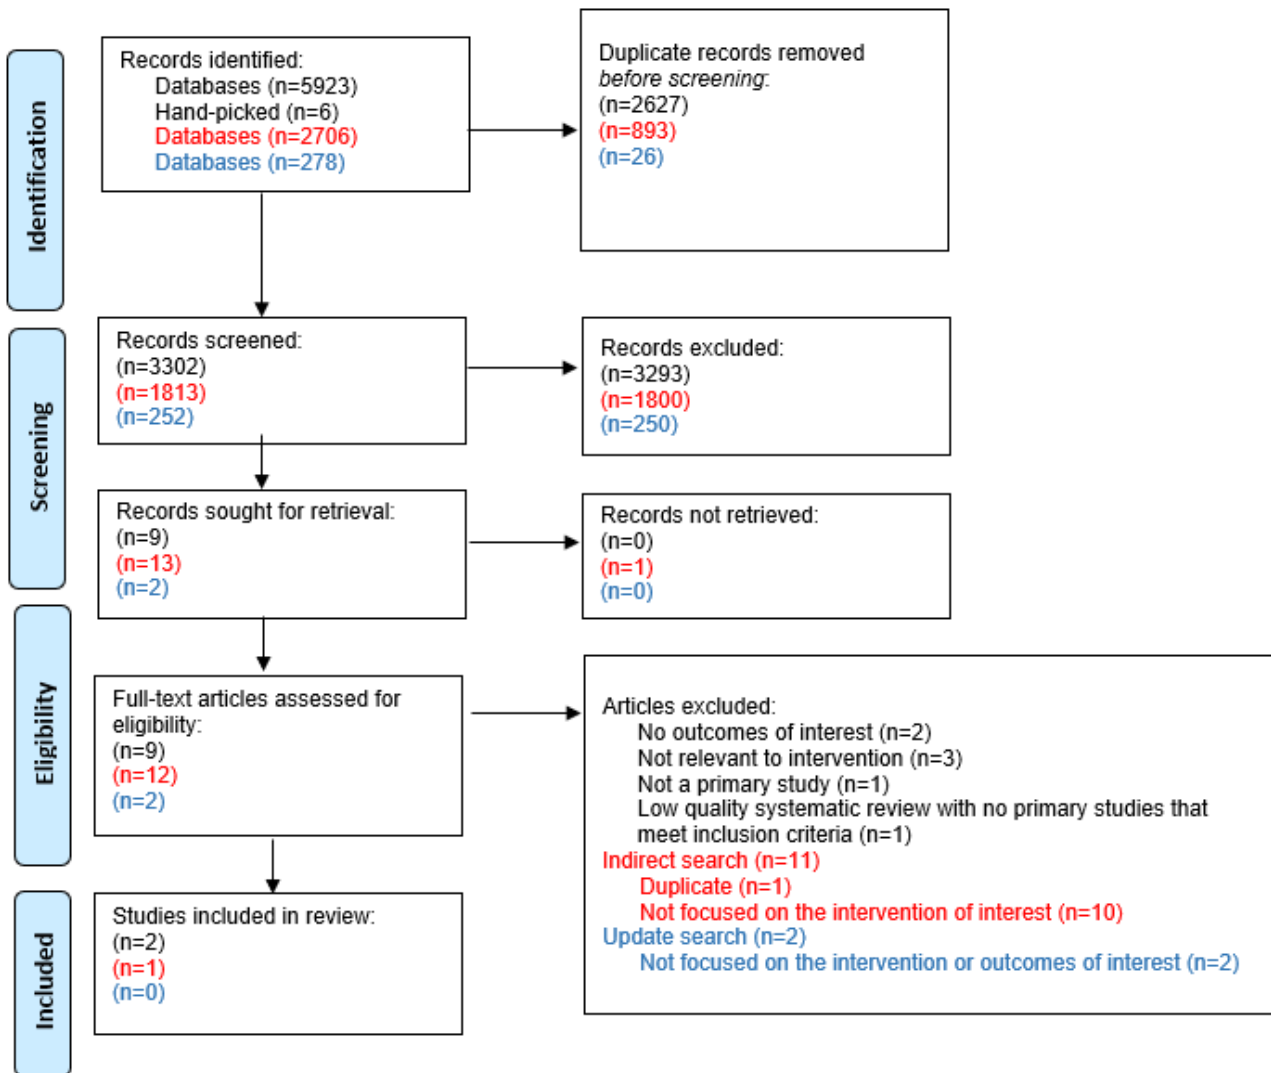 Identification
Records identified:
Databases (n=5923)
Hand-picked (n=6)
Databases (n=2706)
Databases (n=278)
Duplicate records removed
before screening:
(n=2627)
(n=893)
(n=26)
Screening
Records screened:
(n=3302)
(n=1813)
(n=252)
Records excluded:
(n=3293)
(n=1800)
(n=250)
Records sought for retrieval:
(n=9)
(n=13)
(n=2)
Records not retrieved:
(n=0)
(n=1)
(n=0)
Eligibility
Full-text articles assessed for
eligibility:
(n=9)
(n=12)
(n=2)
Articles excluded:
No outcomes of interest (n=2)
Not relevant to intervention (n=3)
Not a primary study (n=1)
Low quality systematic review with no primary studies that
meet inclusion criteria (n=1)
Indirect search (n=11)
Duplicate (n=1)
Not focused on the intervention of interest (n=10)
Update search (n=2)
Not focused on the intervention or outcomes of interest (n=2)
Included
Studies included in review:
(n=2)
(n=1)
(n=0)